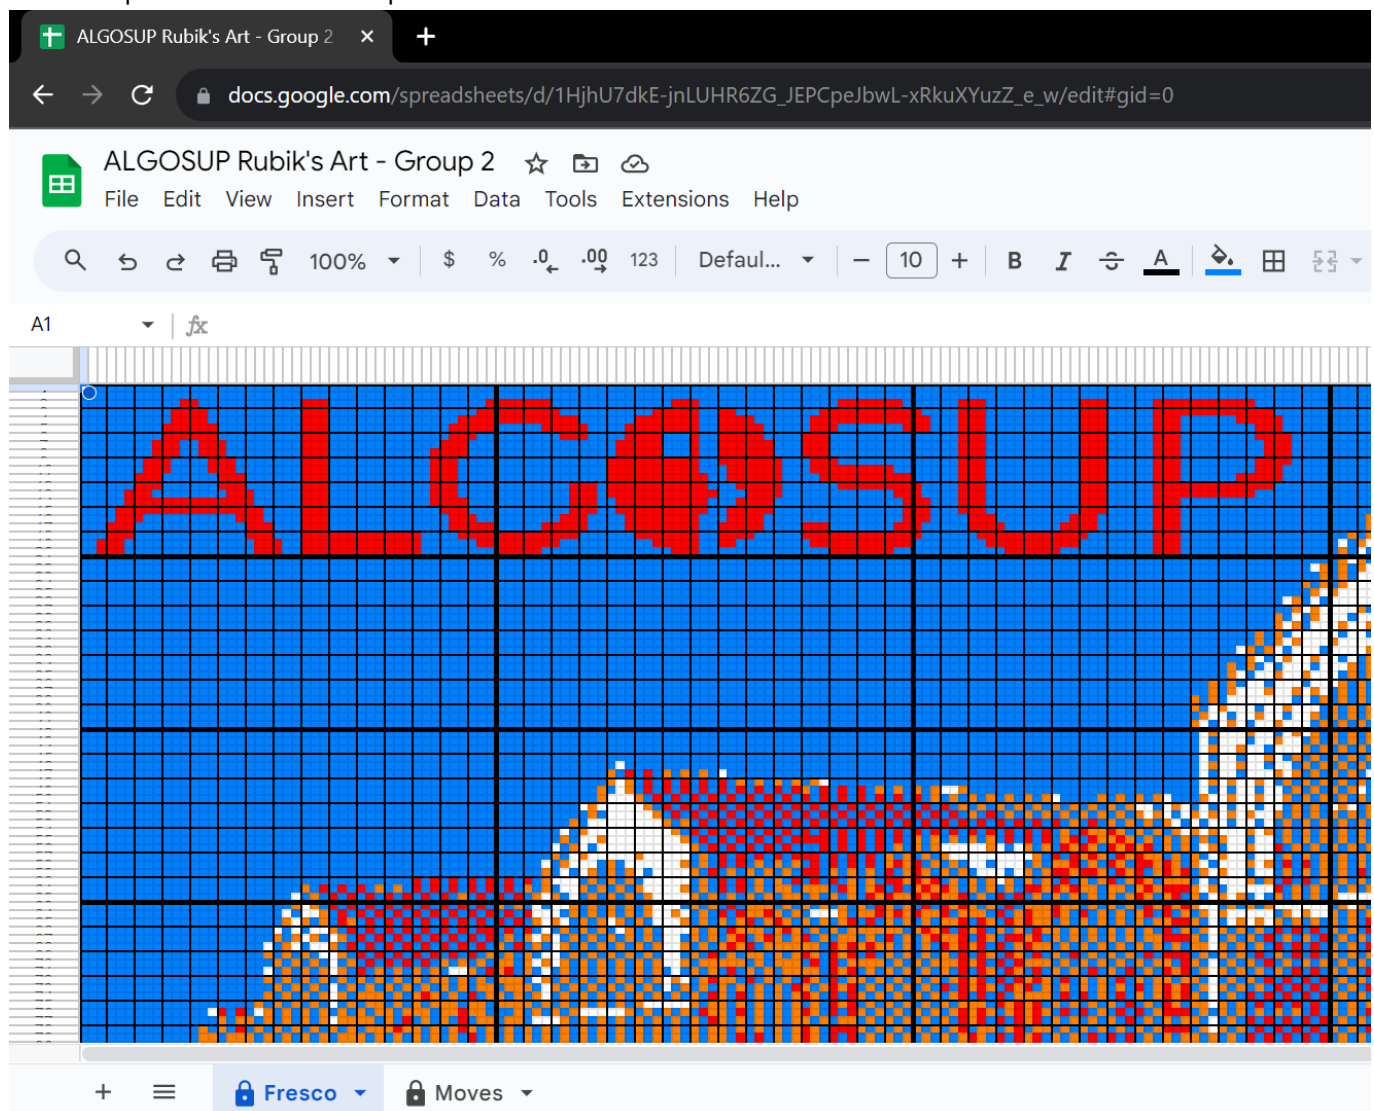 ALGOSUP Rubik's Art - Group 2
docs.google.com/spreadsheets/d/1HjhU7dkE-jnLUHR6ZG_JEPCpeJbwL-xRkuXYuzZ_e_w/edit#gid=0
ALGOSUP Rubik's Art - Group 2
File Edit View Insert Format Data Tools Extensions Help
100% $ % .0 .00 123 Defaul... − 10 + B I S A
A1 fx
ALGOSUP
+ Fresco Moves